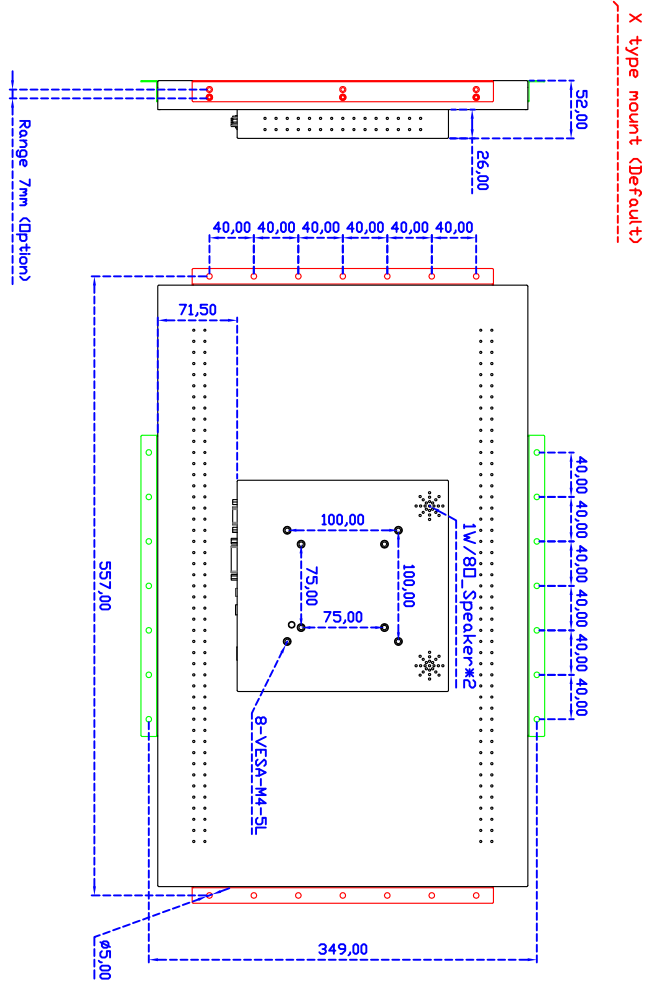 X type mount (Default)
52,00
26,00
Range 7mm (Option)
40,00 40,00 40,00 40,00 40,00 40,00
71,50
40,00 40,00 40,00 40,00 40,00 40,00
1W/8□_Speaker*2
100,00
100,00
75,00
75,00
557,00
8-VESA-M4-5L
349,00
ø5,00